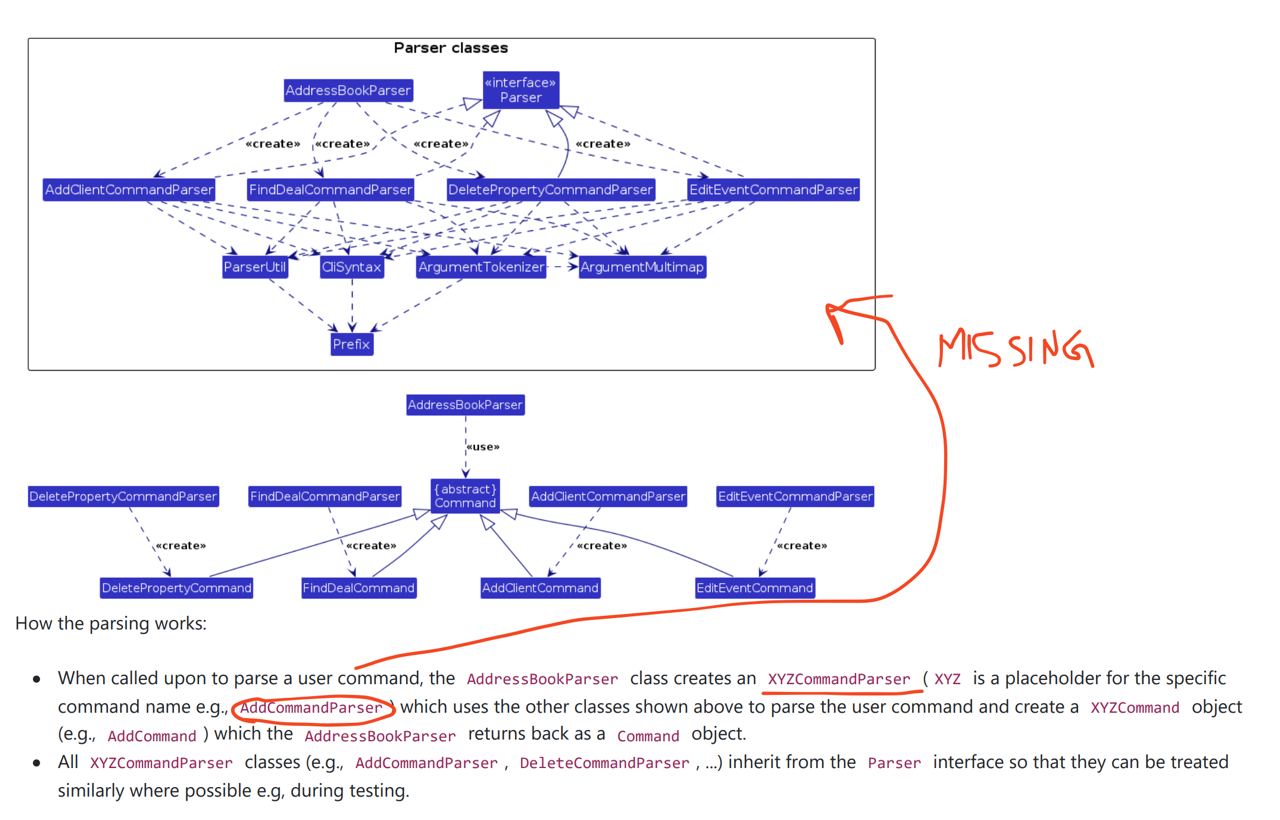 Parser classes
AddressBookParser
«interface»
Parser
«create» «create» «create» «create»
AddClientCommandParser FindDealCommandParser DeletePropertyCommandParser EditEventCommandParser
ParserUtil CliSyntax ArgumentTokenizer ArgumentMultimap
Prefix
MISSING
AddressBookParser
«use»
DeletePropertyCommandParser FindDealCommandParser {abstract} AddClientCommandParser EditEventCommandParser
Command
«create» «create» «create» «create»
DeletePropertyCommand FindDealCommand AddClientCommand EditEventCommand
How the parsing works:
• When called upon to parse a user command, the AddressBookParser class creates an XYZCommandParser ( XYZ is a placeholder for the specific
command name e.g., AddCommandParser ) which uses the other classes shown above to parse the user command and create a XYZCommand object
(e.g., AddCommand ) which the AddressBookParser returns back as a Command object.
• All XYZCommandParser classes (e.g., AddCommandParser , DeleteCommandParser , ...) inherit from the Parser interface so that they can be treated
similarly where possible e.g, during testing.